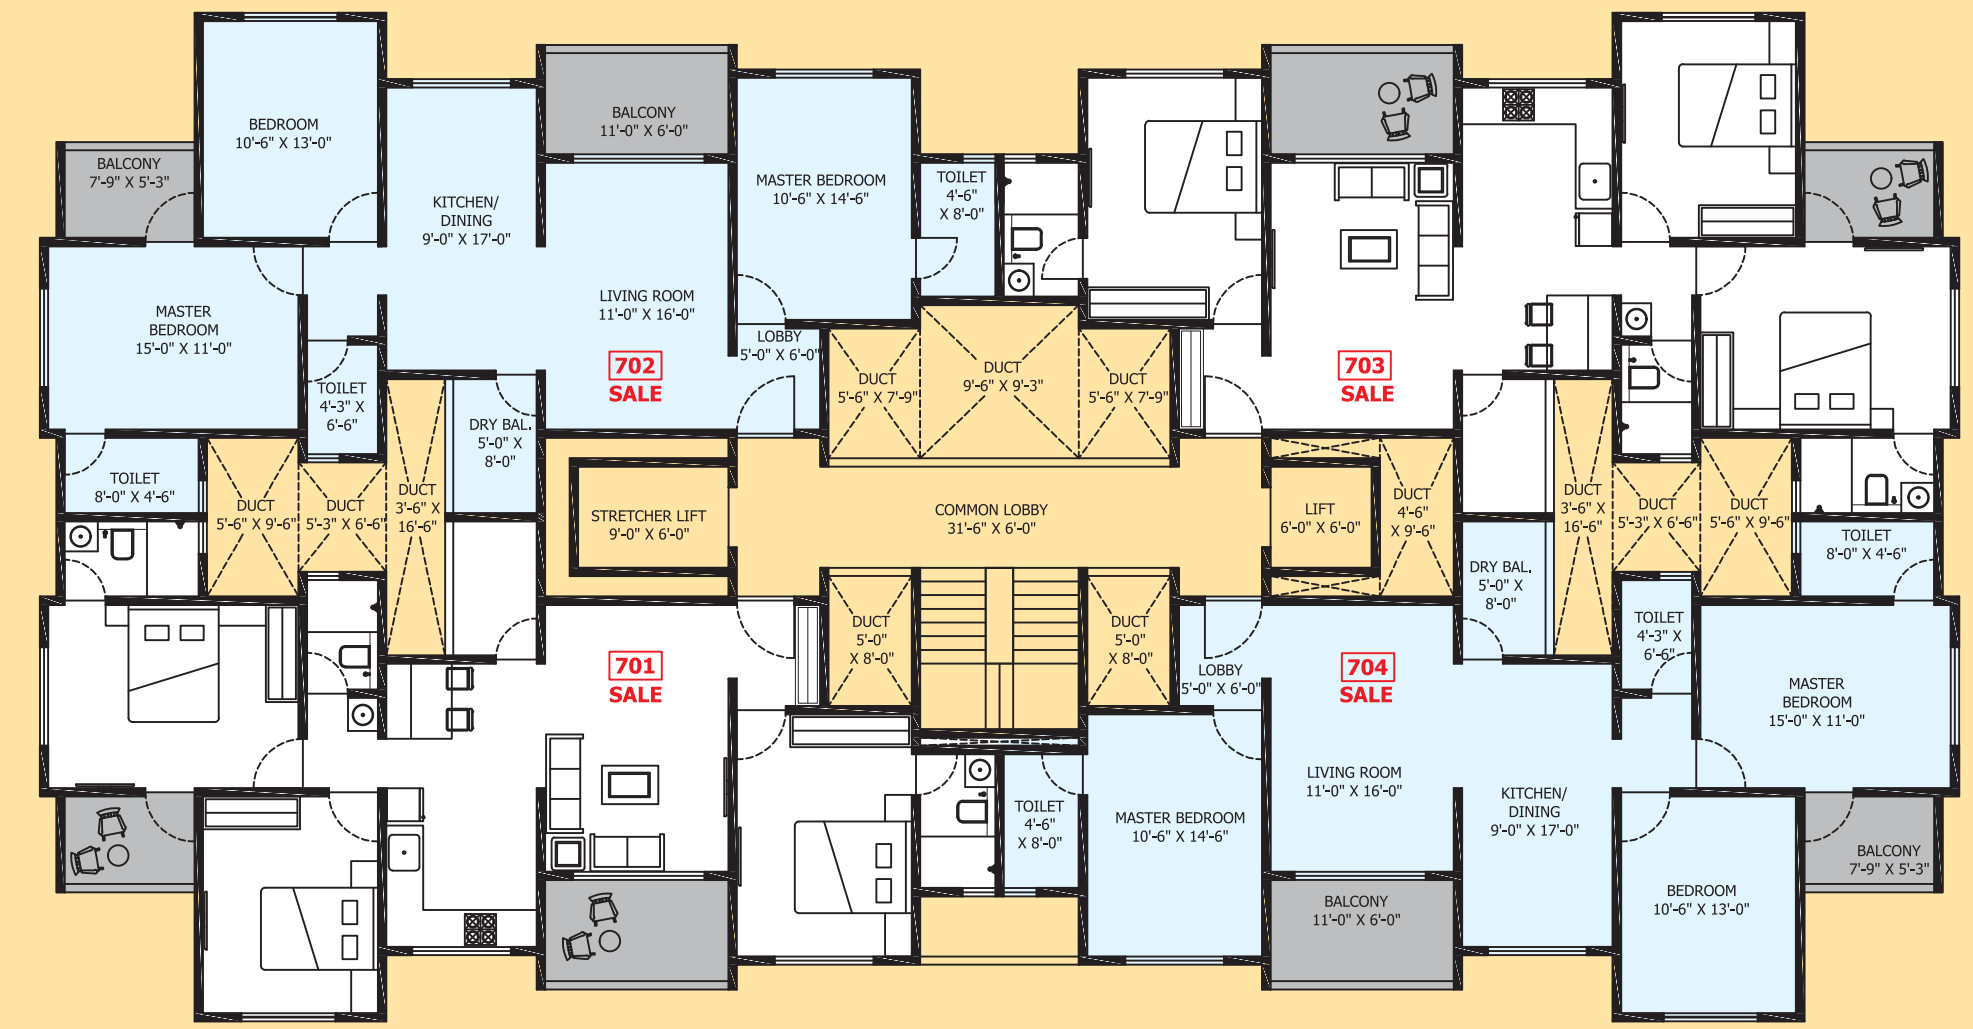 BEDROOM
10'-6" X 13'-0"
BALCONY
7'-9" X 5'-3"
MASTER
BEDROOM
15'-0" X 11'-0"
KITCHEN/
DINING
9'-0" X 17'-0"
BALCONY
11'-0" X 6'-0"
LIVING ROOM
11'-0" X 16'-0"
702
SALE
MASTER BEDROOM
10'-6" X 14'-6"
TOILET
4'-6"
X 8'-0"
LOBBY
5'-0" X 6'-0"
TOILET
4'-3" X
6'-6"
DRY BAL.
5'-0" X
8'-0"
TOILET
8'-0" X 4'-6"
DUCT
5'-6" X 9'-6"
DUCT
5'-3" X 6'-6"
DUCT
3'-6" X
16'-6"
DUCT
5'-6" X 7'-9"
DUCT
9'-6" X 9'-3"
DUCT
5'-6" X 7'-9"
703
SALE
STRETCHER LIFT
9'-0" X 6'-0"
COMMON LOBBY
31'-6" X 6'-0"
LIFT
6'-0" X 6'-0"
DUCT
4'-6"
X 9'-6"
DUCT
3'-6" X
16'-6"
DUCT
5'-3" X 6'-6"
DUCT
5'-6" X 9'-6"
TOILET
8'-0" X 4'-6"
DRY BAL.
5'-0" X
8'-0"
TOILET
4'-3" X
6'-6"
701
SALE
DUCT
5'-0"
X 8'-0"
DUCT
5'-0"
X 8'-0"
LOBBY
5'-0" X 6'-0"
704
SALE
MASTER
BEDROOM
15'-0" X 11'-0"
TOILET
4'-6"
X 8'-0"
MASTER BEDROOM
10'-6" X 14'-6"
LIVING ROOM
11'-0" X 16'-0"
KITCHEN/
DINING
9'-0" X 17'-0"
BALCONY
11'-0" X 6'-0"
BEDROOM
10'-6" X 13'-0"
BALCONY
7'-9" X 5'-3"